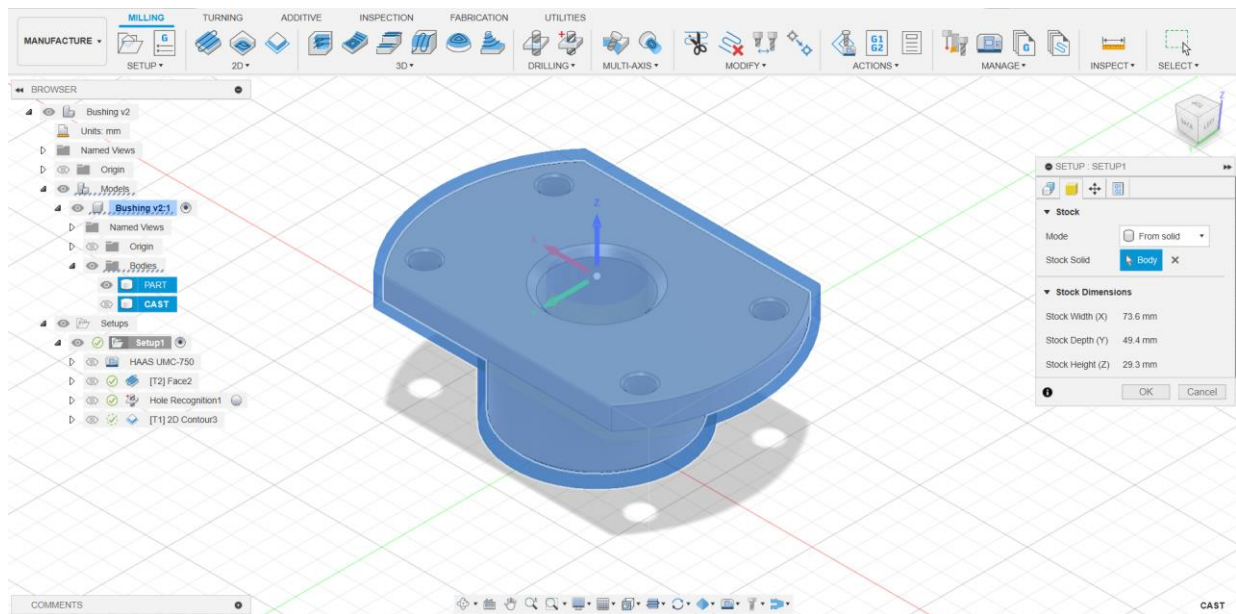 MILLING TURNING ADDITIVE INSPECTION FABRICATION UTILITIES
MANUFACTURE
SETUP 2D 3D DRILLING MULTI-AXIS MODIFY ACTIONS MANAGE INSPECT SELECT
G
G1
G2
G
BROWSER
Bushing v2
Units: mm
Named Views
Origin
Models
Bushing v2:1
Named Views
Origin
Bodies
PART
CAST
Setups
Setup1
HAAS UMC-750
[T2] Face2
Hole Recognition1
[T1] 2D Contour3
Z
Z
LEFT
SETUP : SETUP1
Stock
Mode From solid
Stock Solid Body
Stock Dimensions
Stock Width (X) 73.6 mm
Stock Depth (Y) 49.4 mm
Stock Height (Z) 29.3 mm
OK Cancel
COMMENTS
CAST